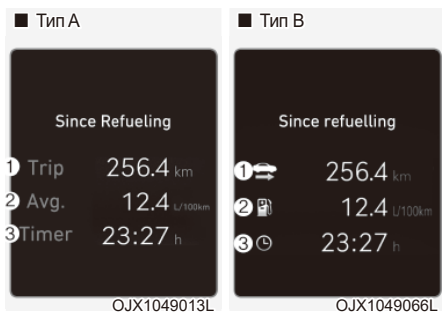 ■ Тип A
Since Refueling
1 Trip 256.4 km
2 Avg. 12.4 L/100km
3 Timer 23:27 h
OJX1049013L
■ Тип B
Since refuelling
1 256.4 km
2 12.4 L/100km
3 23:27 h
OJX1049066L